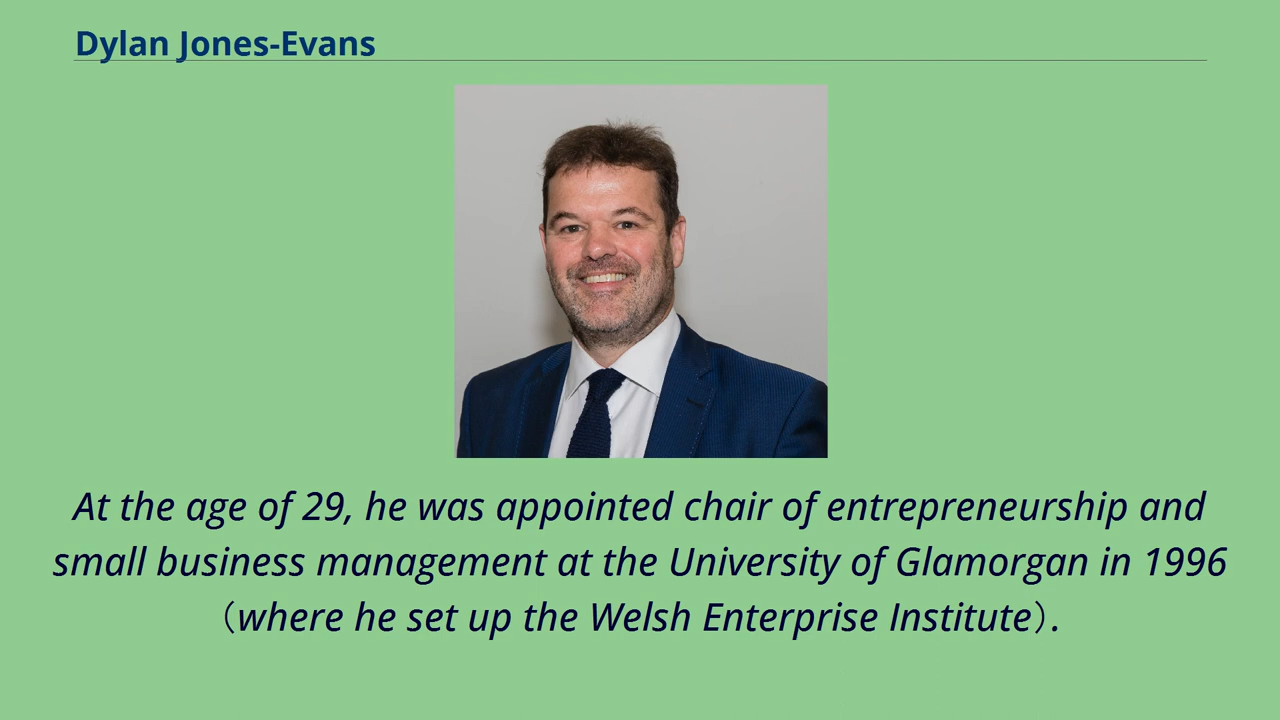 Dylan Jones-Evans
At the age of 29, he was appointed chair of entrepreneurship and
small business management at the University of Glamorgan in 1996
（where he set up the Welsh Enterprise Institute）.